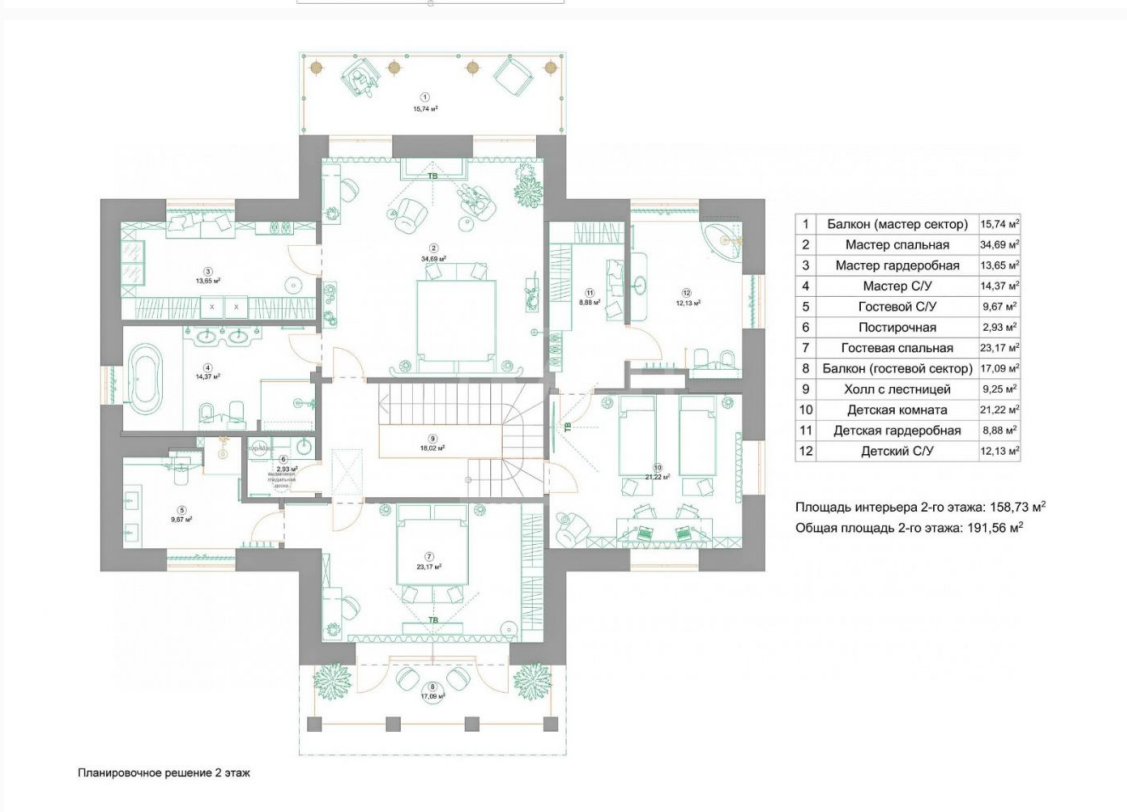 1
15,74 м²
ТВ
2
34,69 м²
3
13,65 м²
11
8,88 м²
12
12,13 м²
4
14,37 м²
9
18,02 м²
ТВ
6
2,93 м²
10
21,22 м²
5
9,67 м²
7
23,17 м²
ТВ
8
17,09 м²
1 Балкон (мастер сектор) 15,74 м²
2 Мастер спальная 34,69 м²
3 Мастер гардеробная 13,65 м²
4 Мастер С/У 14,37 м²
5 Гостевой С/У 9,67 м²
6 Постирочная 2,93 м²
7 Гостевая спальная 23,17 м²
8 Балкон (гостевой сектор) 17,09 м²
9 Холл с лестницей 9,25 м²
10 Детская комната 21,22 м²
11 Детская гардеробная 8,88 м²
12 Детский С/У 12,13 м²
Площадь интерьера 2-го этажа: 158,73 м²
Общая площадь 2-го этажа: 191,56 м²
Планировочное решение 2 этаж